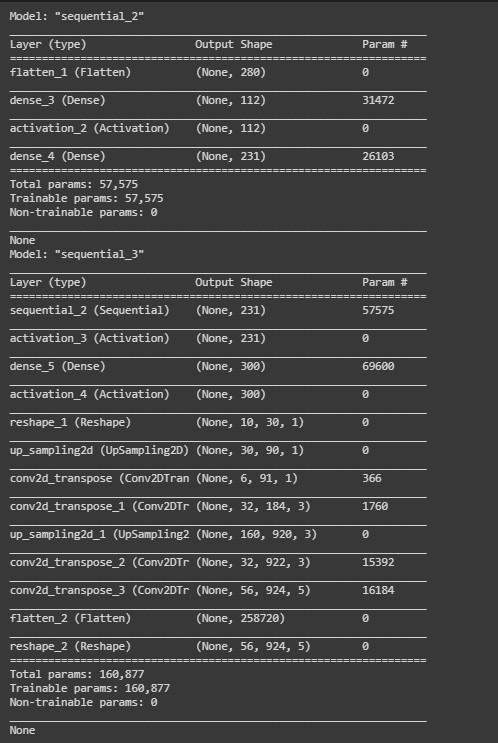 Model: "sequential_2"
Layer (type) Output Shape Param #
flatten_1 (Flatten) (None, 280) 0
dense_3 (Dense) (None, 112) 31472
activation_2 (Activation) (None, 112) 0
dense_4 (Dense) (None, 231) 26103
Total params: 57,575
Trainable params: 57,575
Non-trainable params: 0
None
Model: "sequential_3"
Layer (type) Output Shape Param #
sequential_2 (Sequential) (None, 231) 57575
activation_3 (Activation) (None, 231) 0
dense_5 (Dense) (None, 300) 69600
activation_4 (Activation) (None, 300) 0
reshape_1 (Reshape) (None, 10, 30, 1) 0
up_sampling2d (UpSampling2D) (None, 30, 90, 1) 0
conv2d_transpose (Conv2DTran (None, 6, 91, 1) 366
conv2d_transpose_1 (Conv2DTr (None, 32, 184, 3) 1760
up_sampling2d_1 (UpSampling2 (None, 160, 920, 3) 0
conv2d_transpose_2 (Conv2DTr (None, 32, 922, 3) 15392
conv2d_transpose_3 (Conv2DTr (None, 56, 924, 5) 16184
flatten_2 (Flatten) (None, 258720) 0
reshape_2 (Reshape) (None, 56, 924, 5) 0
Total params: 160,877
Trainable params: 160,877
Non-trainable params: 0
None